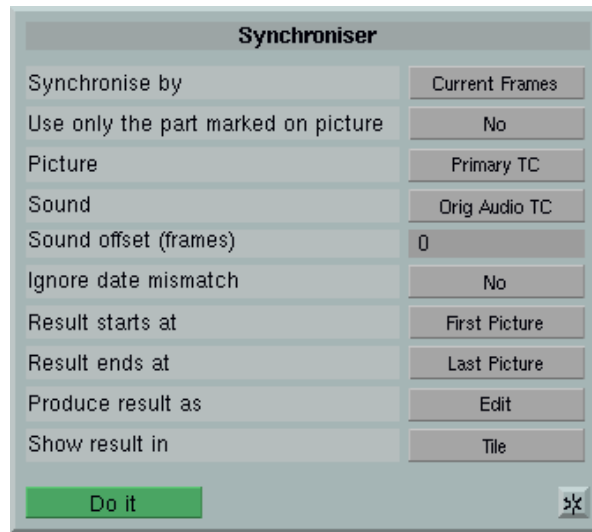 Synchroniser
Synchronise by Current Frames
Use only the part marked on picture No
Picture Primary TC
Sound Orig Audio TC
Sound offset (frames) 0
Ignore date mismatch No
Result starts at First Picture
Result ends at Last Picture
Produce result as Edit
Show result in Tile
Do it